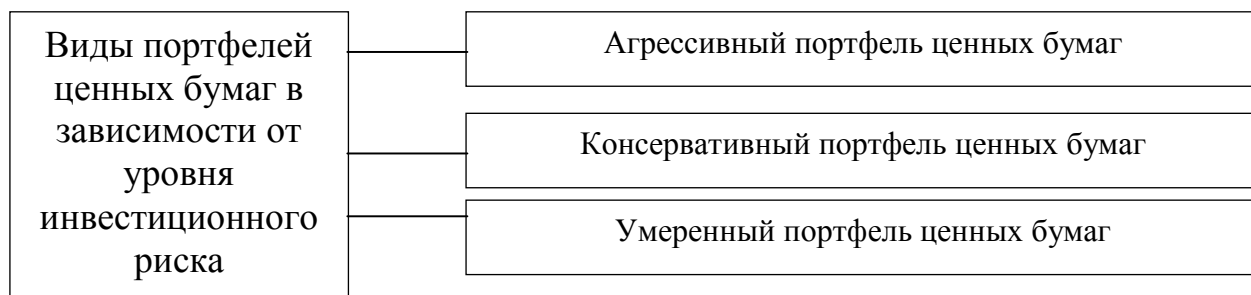 Виды портфелей
ценных бумаг в
зависимости от
уровня
инвестиционного
риска
Агрессивный портфель ценных бумаг
Консервативный портфель ценных бумаг
Умеренный портфель ценных бумаг